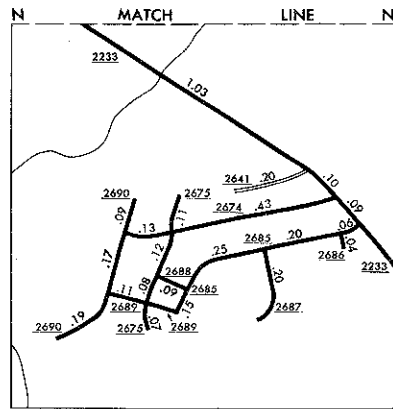 N MATCH LINE N
2233
1.03
2641 .20
.10
2690 2675
.09 .11 2674 .43 .09
.13
.06
2685 .20 .04
.12 .25 2686
.17 2688 2233
.20
.08 .09 2685
.11 2687
2689 .15
2690 .19 2675 .07 2689